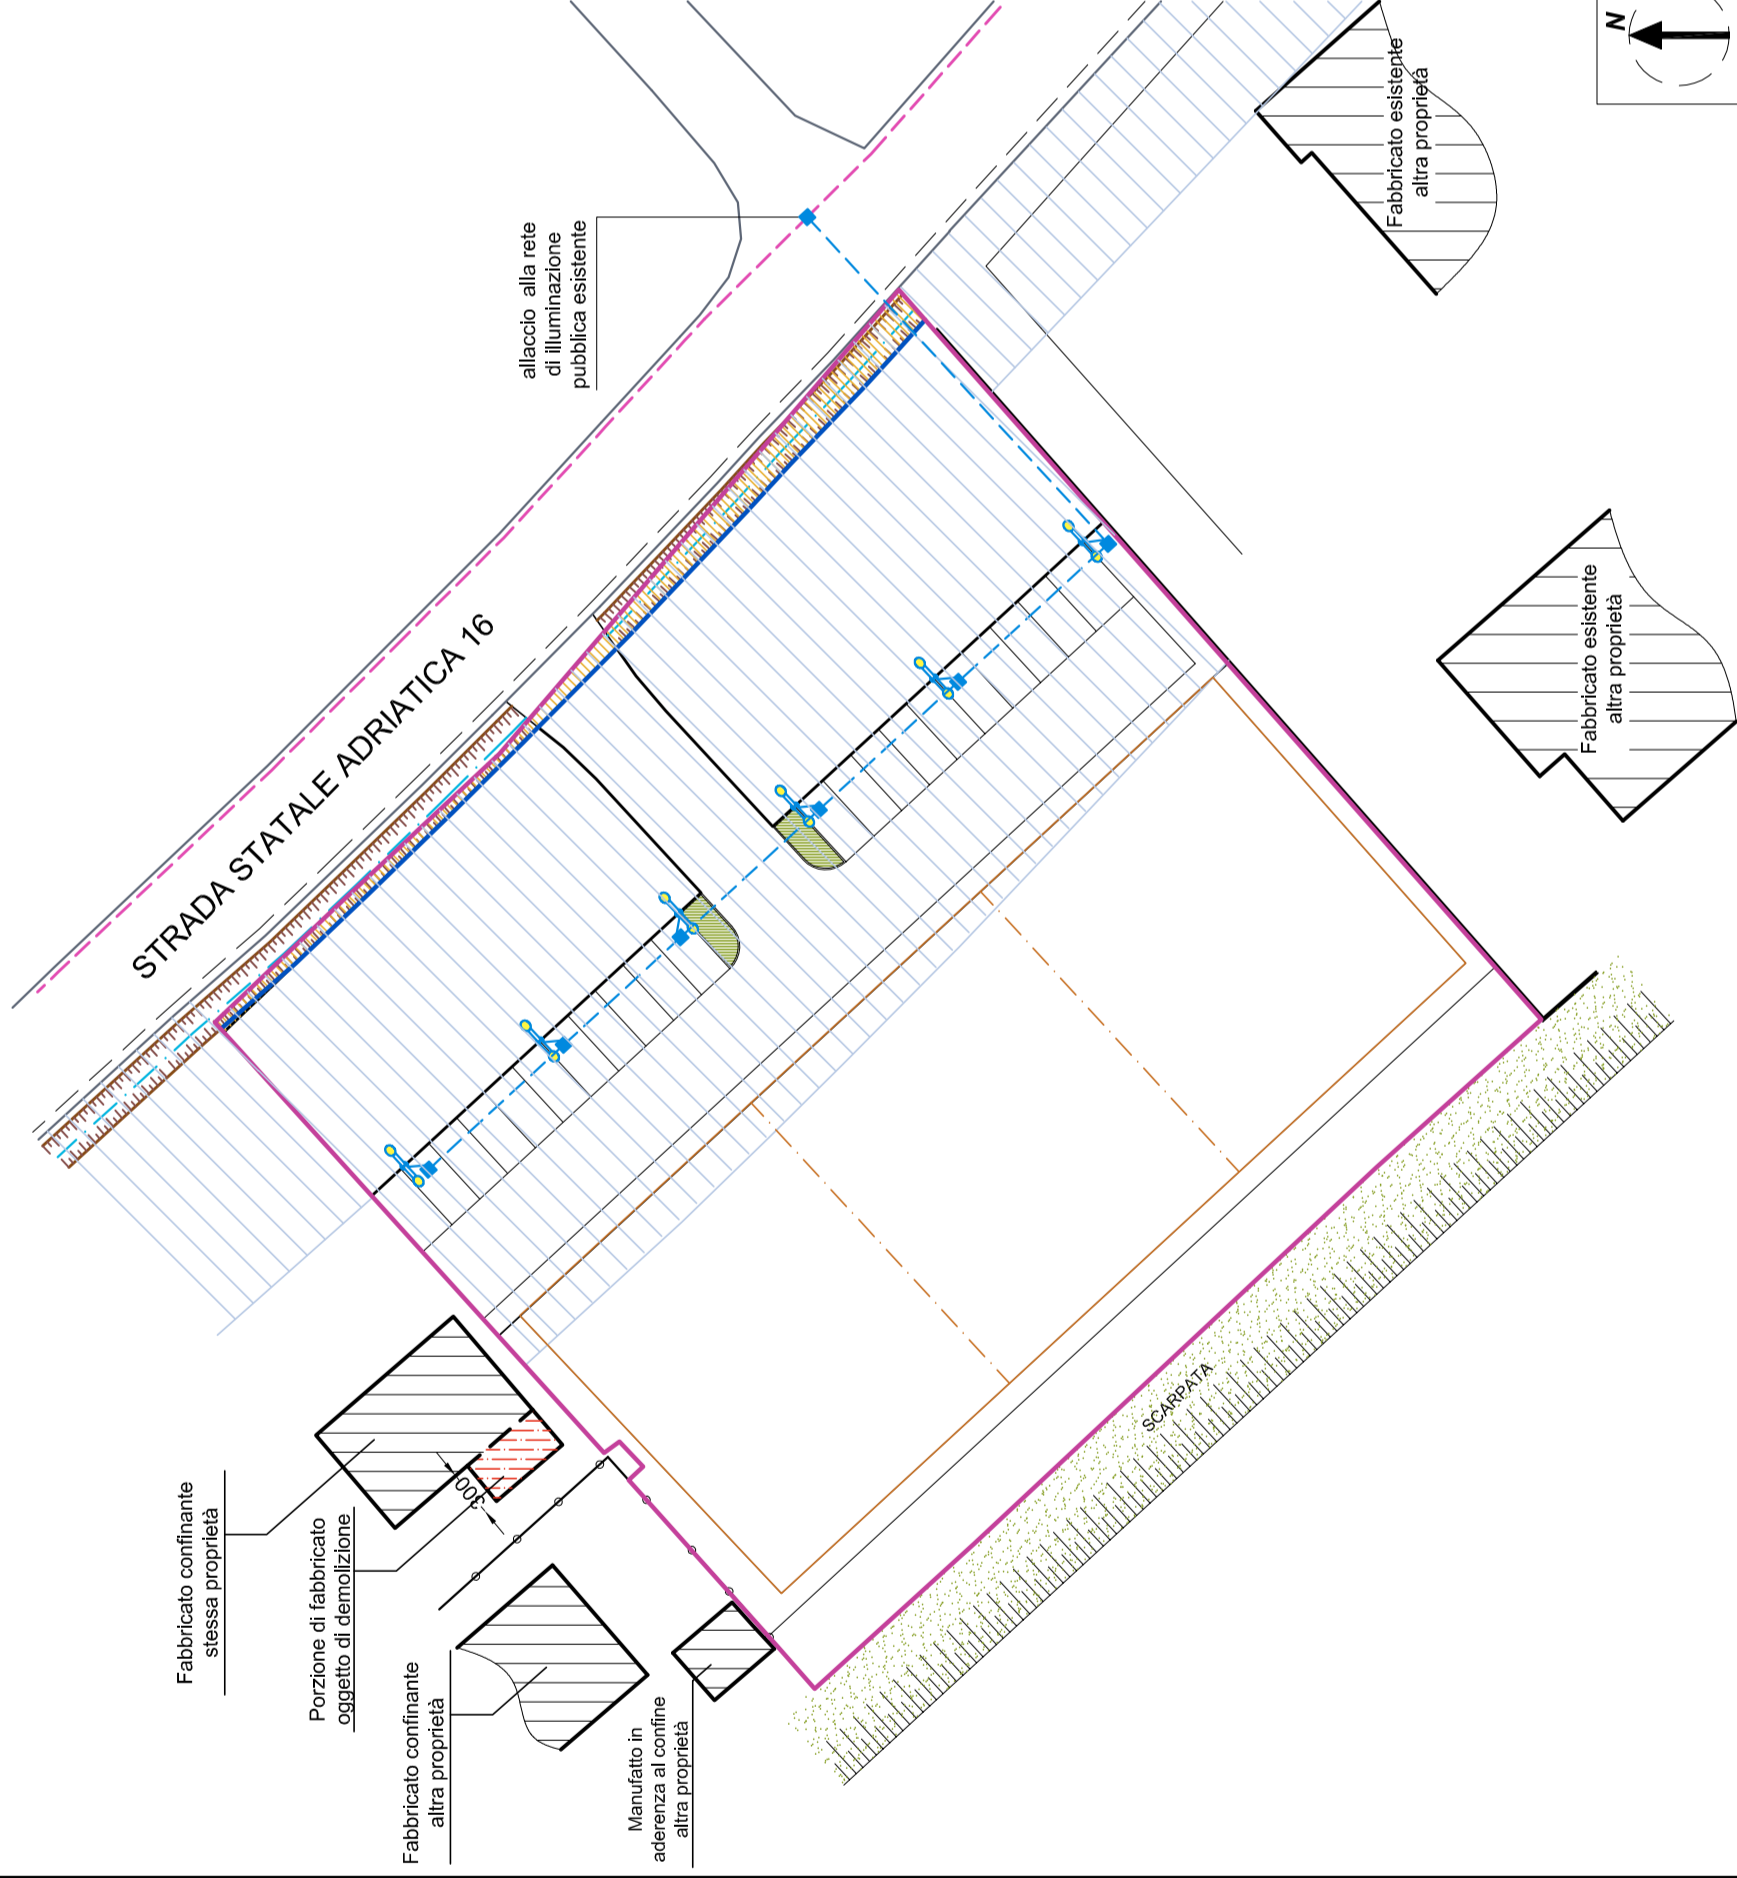 STRADA STATALE ADRIATICA 16
allaccio alla rete
di illuminazione
pubblica esistente
Fabbricato esistente
altra proprietà
N
Fabbricato esistente
altra proprietà
SCARPATA
Fabbricato confinante
stessa proprietà
Porzione di fabbricato
oggetto di demolizione
300
Fabbricato confinante
altra proprietà
Manufatto in
aderenza al confine
altra proprietà